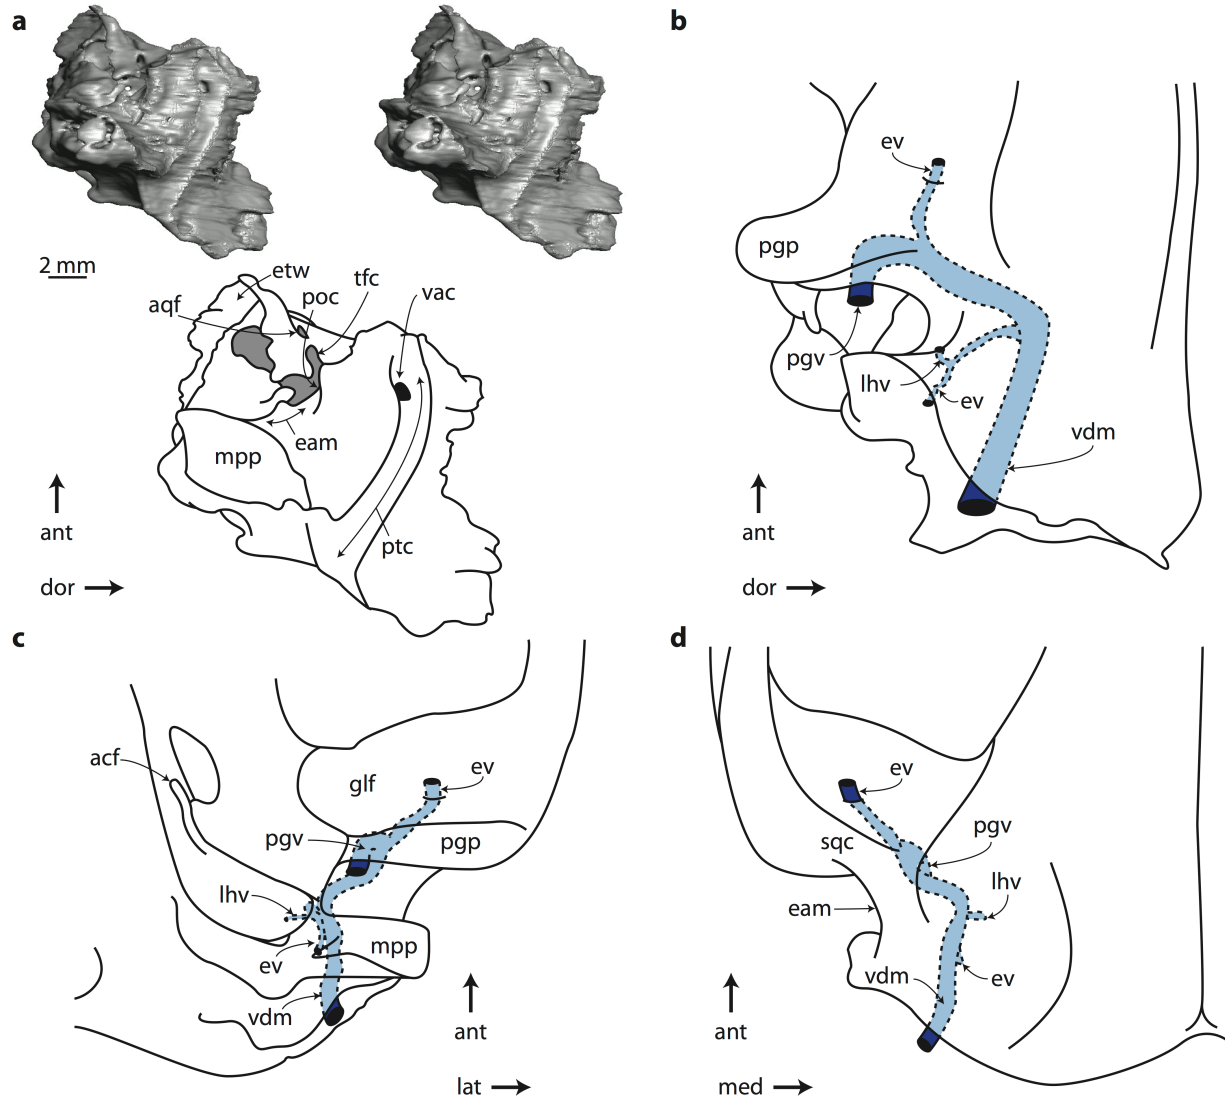 a
2 mm
etw
tfc
aqf
poc
vac
eam
mpp
ptc
ant
dor
b
ev
pgp
pgv
lhv
ev
vdm
ant
dor
c
acf
glf
ev
pgv
pgp
lhv
ev
mpp
vdm
ant
lat
d
ev
sqc
pgv
lhv
eam
vdm
ev
ant
med